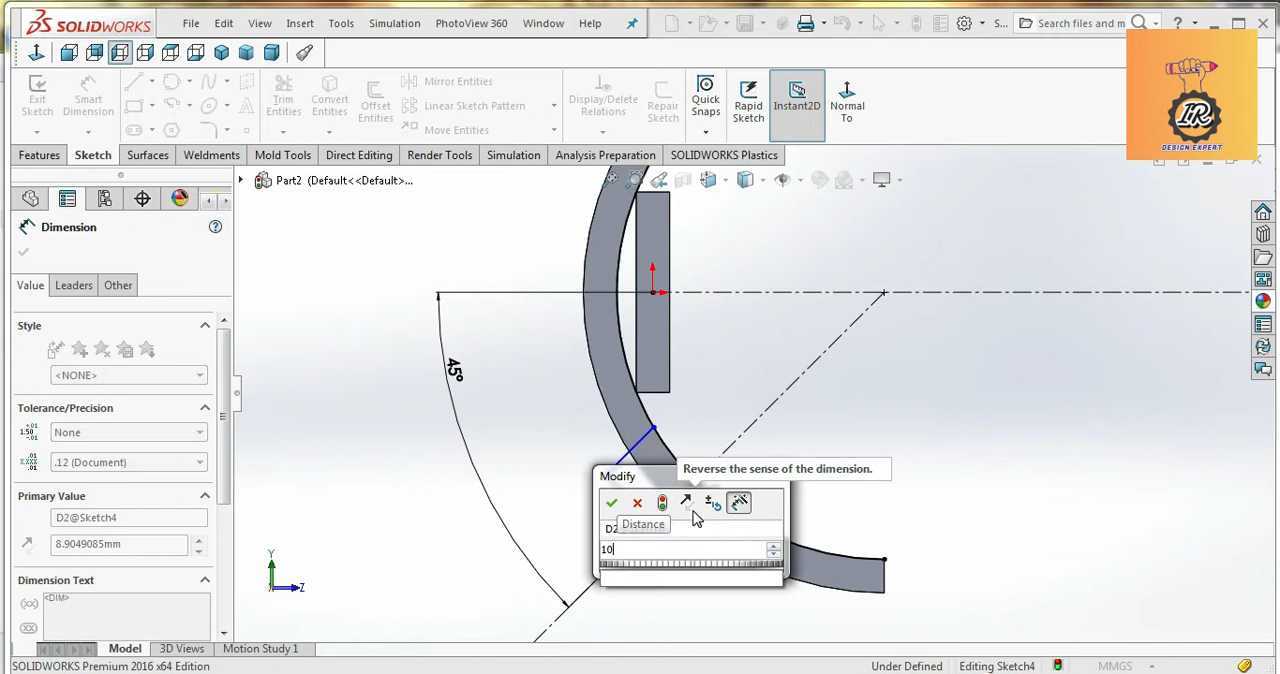 SOLIDWORKS File Edit View Insert Tools Simulation PhotoView 360 Window Help S... Search files and m ?
IR
DESIGN EXPERT
Exit Sketch
Smart Dimension
Trim Entities
Convert Entities
Offset Entities
Mirror Entities
Linear Sketch Pattern
Move Entities
Display/Delete Relations
Repair Sketch
Quick Snaps
Rapid Sketch
Instant2D
Normal To
Features Sketch Surfaces Weldments Mold Tools Direct Editing Render Tools Simulation Analysis Preparation SOLIDWORKS Plastics
Part2 (Default<<Default>...
Dimension
Value Leaders Other
Style
<NONE>
Tolerance/Precision
None
.12 (Document)
Primary Value
D2@Sketch4
8.9049085mm
Dimension Text
<DIM>
45°
Reverse the sense of the dimension.
Modify
Distance
10
Y
Z
Model 3D Views Motion Study 1
SOLIDWORKS Premium 2016 x64 Edition Under Defined Editing Sketch4 MMGS